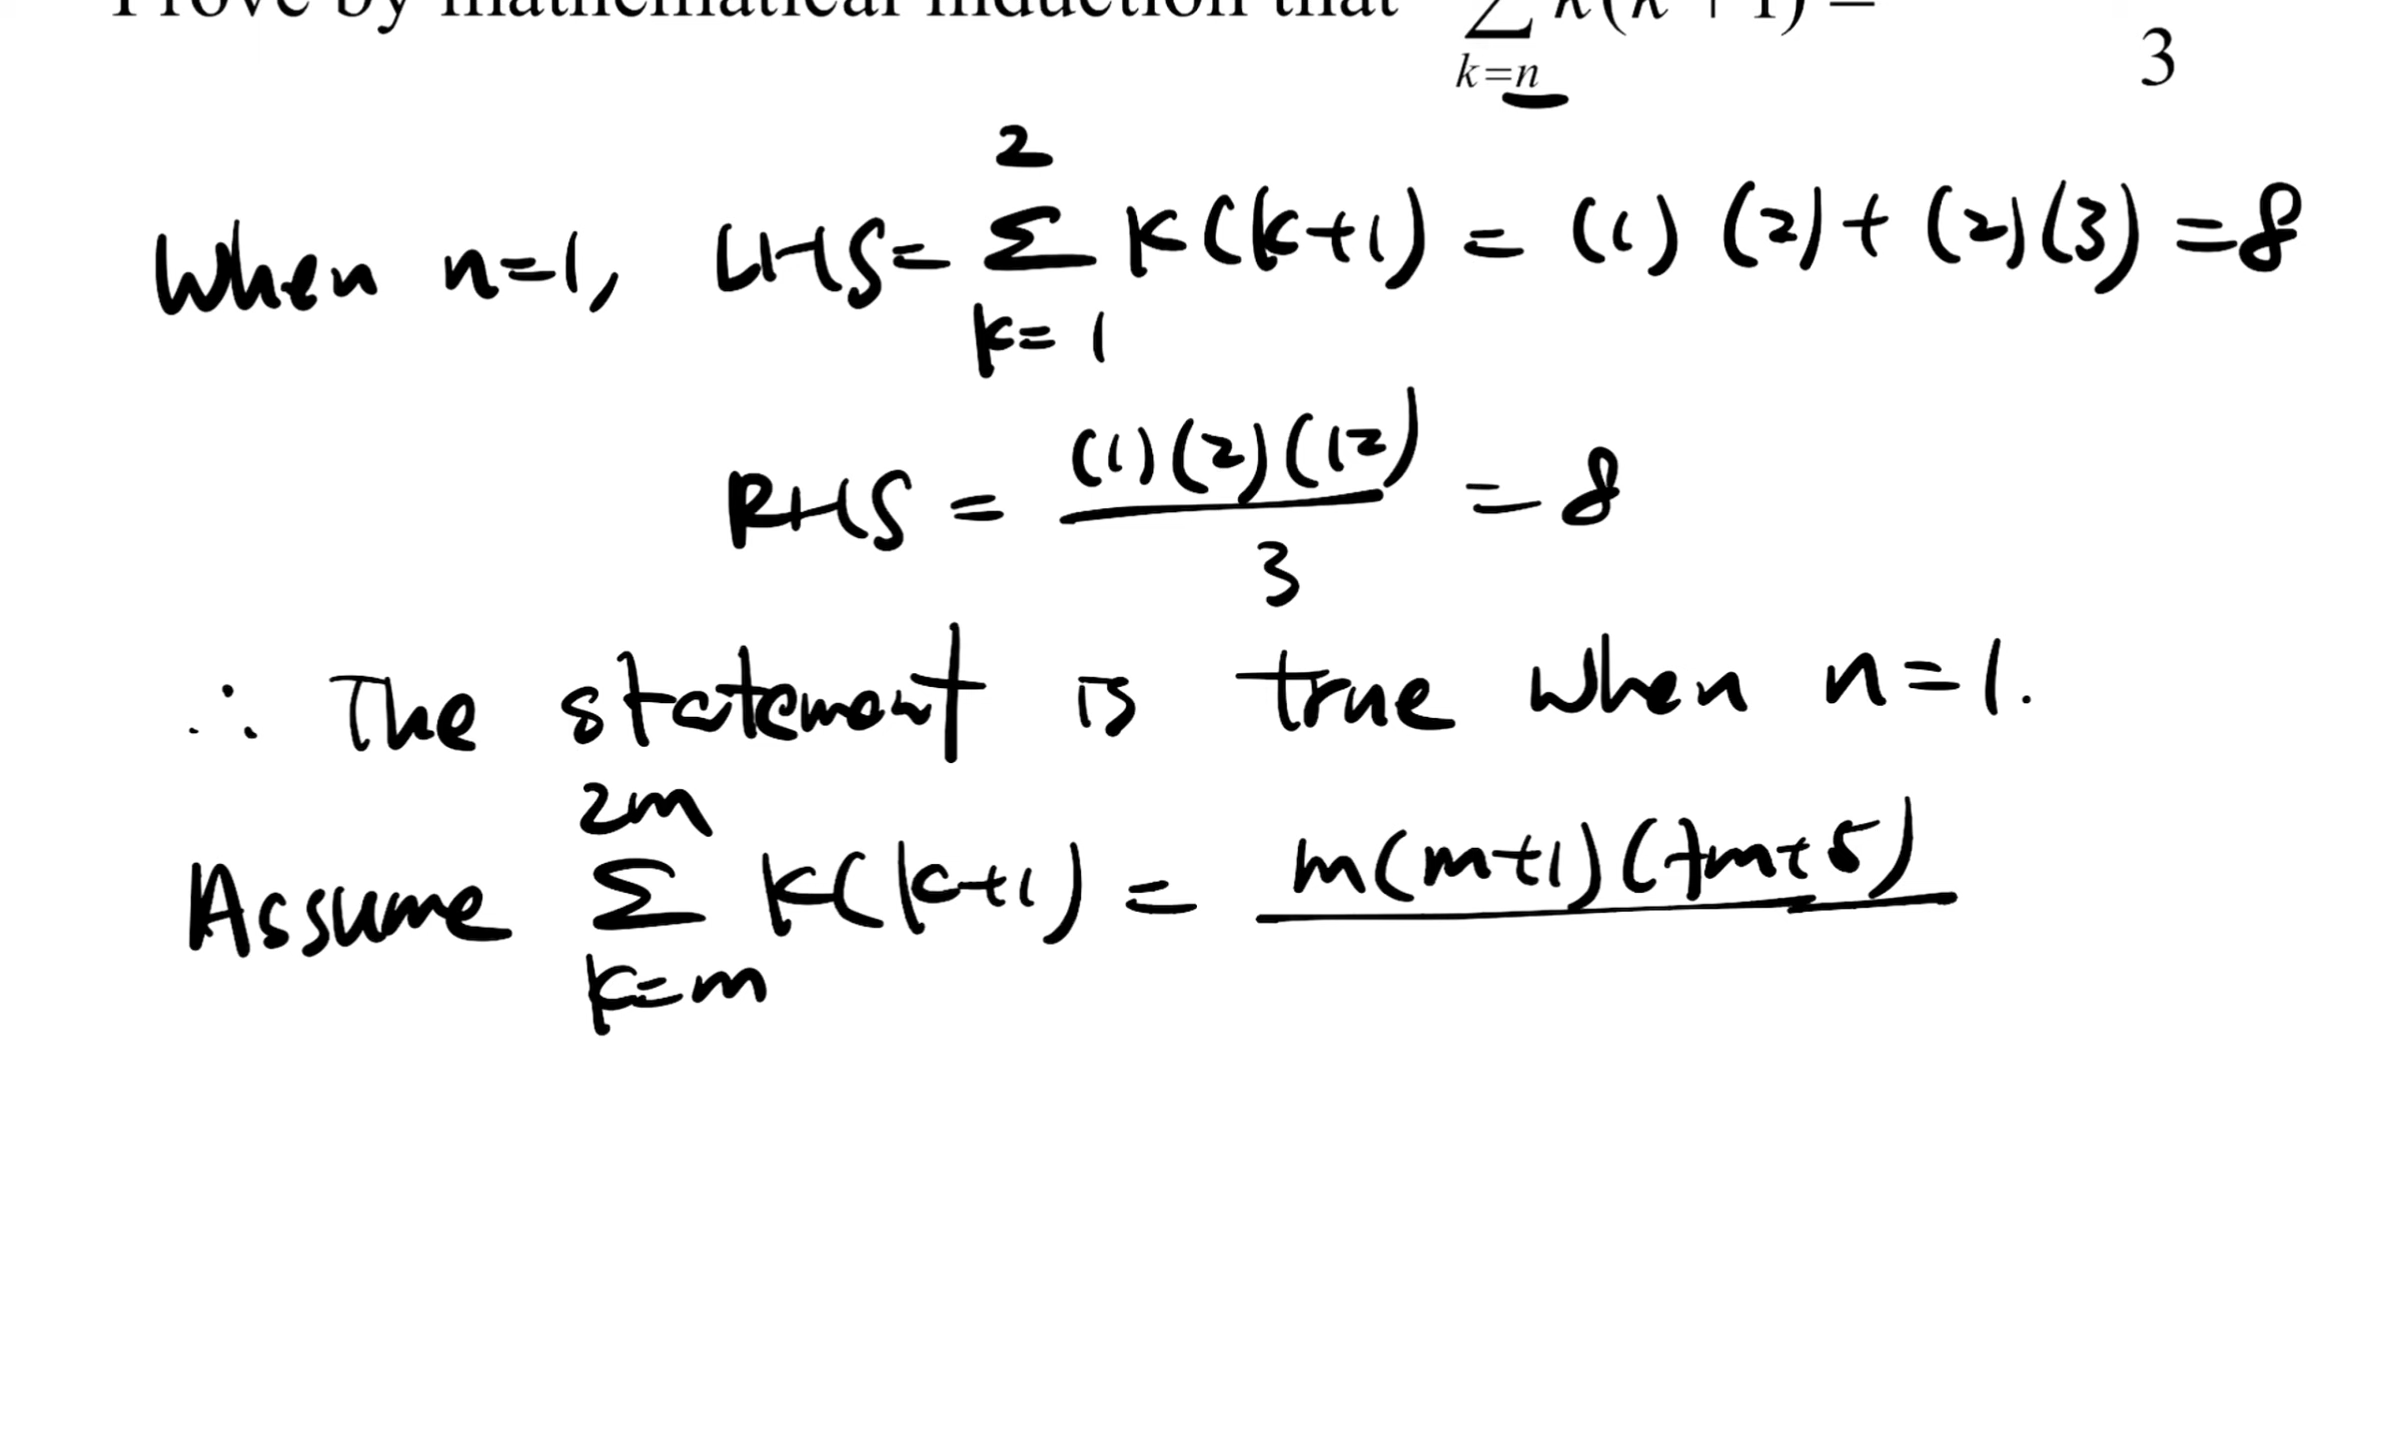 Prove by mathematical induction that ∑ k(k+1) =
k=n 3
2
When n=1, LHS= ∑ k(k+1) = (1)(2)+(2)(3)=8
k=1
RHS = (1)(2)(12) = 8
3
∴ The statement is true when n=1.
2m
Assume ∑ k(k+1) = m(m+1)(7m+5)
k=m